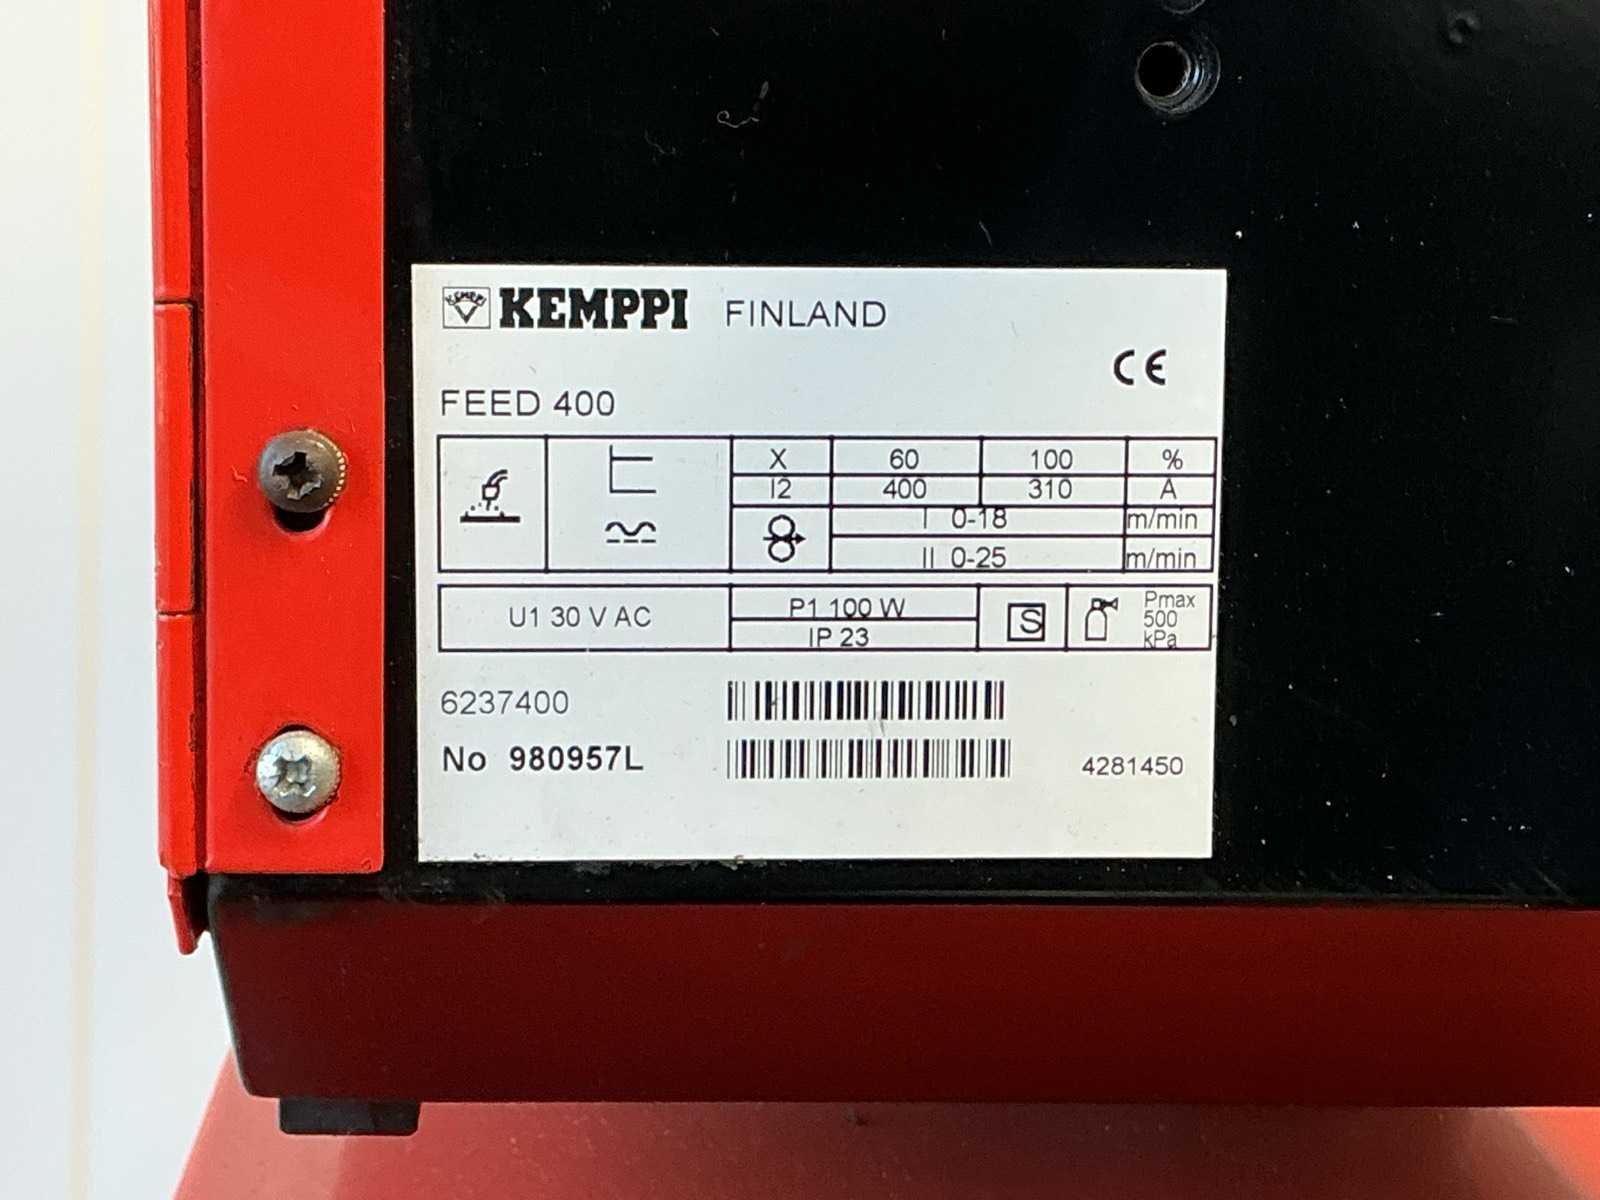 KEMPPI KEMPPI FINLAND
CE
FEED 400
X 60 100 %
I2 400 310 A
I 0-18 m/min
II 0-25 m/min
U1 30 V AC P1 100 W S Pmax
500
IP 23 kPa
6237400
No 980957L 4281450